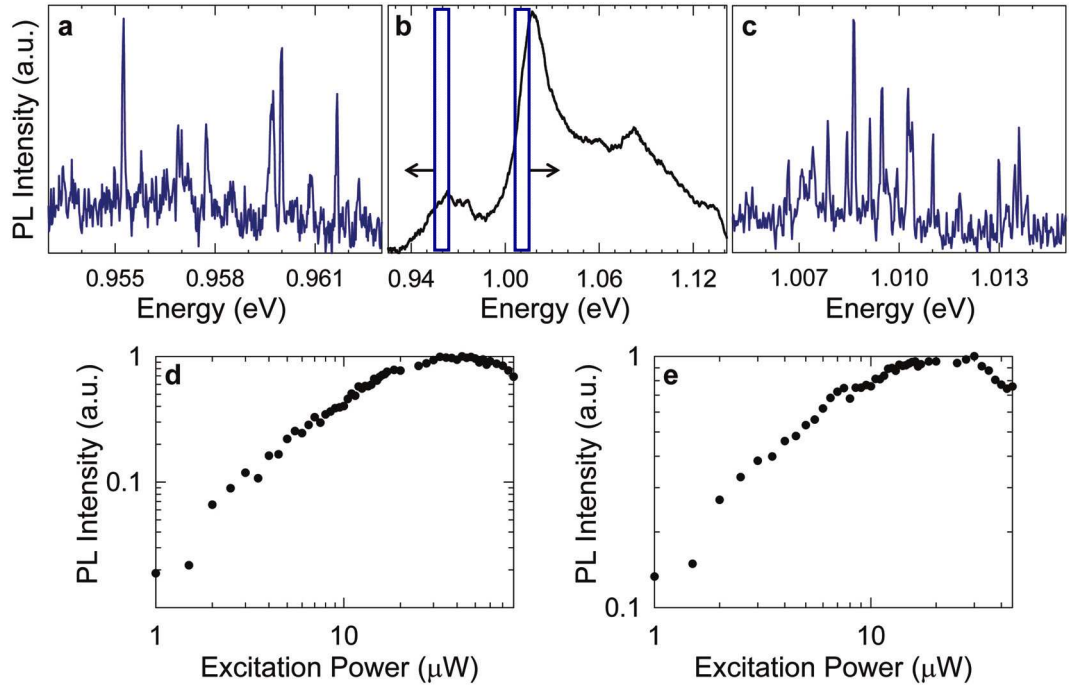 a
b
c
PL Intensity (a.u.)
0.955 0.958 0.961
0.94 1.00 1.06 1.12
1.007 1.010 1.013
Energy (eV)
Energy (eV)
Energy (eV)
d
PL Intensity (a.u.)
1
0.1
1 10
Excitation Power (μW)
e
PL Intensity (a.u.)
1
0.1
1 10
Excitation Power (μW)